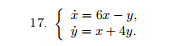 17. { ẋ = 6x − y,
ẏ = x + 4y.